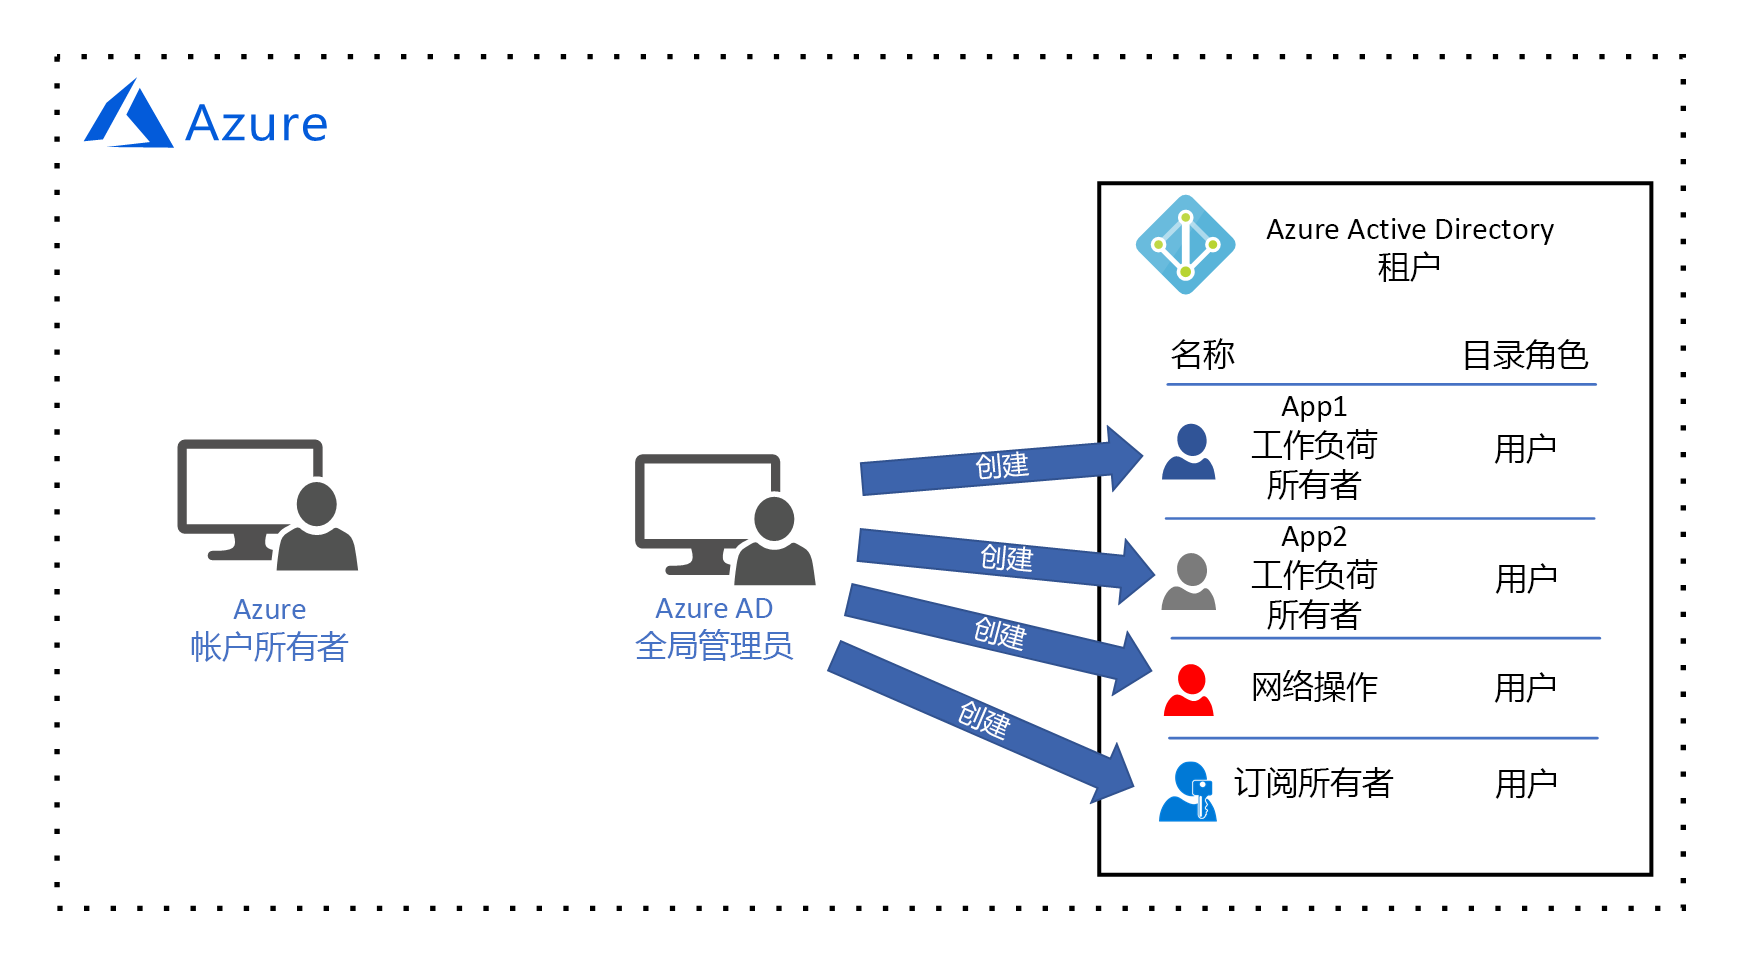 Azure
Azure Active Directory
租户
名称 目录角色
App1
工作负荷
所有者
用户
App2
工作负荷
所有者
用户
网络操作 用户
订阅所有者 用户
创建
创建
创建
创建
Azure
帐户所有者
Azure AD
全局管理员